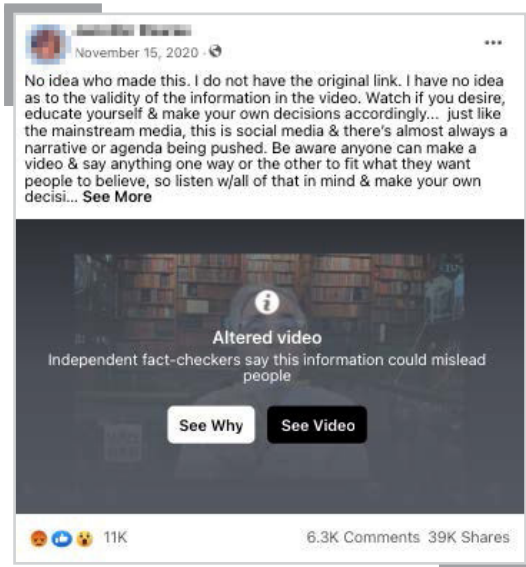 November 15, 2020 ·
No idea who made this. I do not have the original link. I have no idea
as to the validity of the information in the video. Watch if you desire,
educate yourself & make your own decisions accordingly... just like
the mainstream media, this is social media & there's almost always a
narrative or agenda being pushed. Be aware anyone can make a
video & say anything one way or the other to fit what they want
people to believe, so listen w/all of that in mind & make your own
decisi... See More
Altered video
Independent fact-checkers say this information could mislead
people
See Why
See Video
11K
6.3K Comments 39K Shares